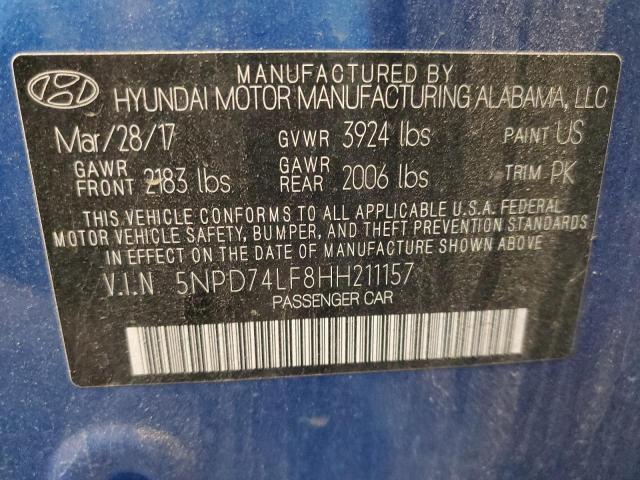 MANUFACTURED BY
HYUNDAI MOTOR MANUFACTURING ALABAMA, LLC
Mar/28/17 GVWR 3924 lbs PAINT US
GAWR FRONT 2183 lbs GAWR REAR 2006 lbs TRIM PK
THIS VEHICLE CONFORMS TO ALL APPLICABLE U.S.A. FEDERAL
MOTOR VEHICLE SAFETY, BUMPER, AND THEFT PREVENTION STANDARDS
IN EFFECT ON THE DATE OF MANUFACTURE SHOWN ABOVE.
V.I.N 5NPD74LF8HH211157
PASSENGER CAR